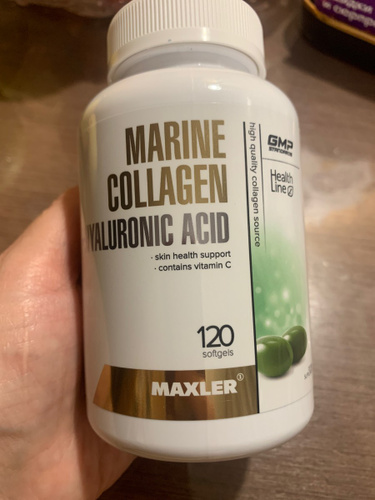 MARINE
COLLAGEN
HYALURONIC ACID
· skin health support
· contains vitamin C
120
softgels
MAXLER®
high quality collagen source
GMP
STANDARDS
Health
Line